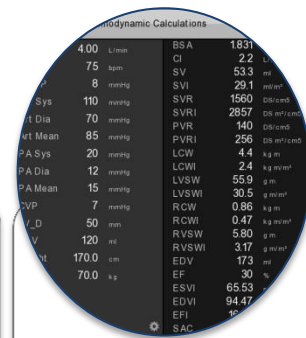 Calculations
4.00 L/min
75 bpm
8 mmHg
Sys 110 mmHg
Dia 70 mmHg
Art Mean 85 mmHg
PA Sys 20 mmHg
PA Dia 12 mmHg
PA Mean 15 mmHg
CVP 7 mmHg
50 mm
120 ml
170.0 cm
70.0 kg
BSA 1.831
CI 2.2
SV 53.3 ml
SVI 29.1 ml/m²
SVR 1560 DS/cm5
SVRI 2857 DS m²/cm5
PVR 140 DS/cm5
PVRI 256 DS m²/cm5
LCW 4.4 kg m
LCWI 2.4 kg m/m²
LVSW 55.9 g m
LVSWI 30.5 g m/m²
RCW 0.86 kg m
RCWI 0.47 kg m/m²
RVSW 5.80 g m
RVSWI 3.17 g m/m²
EDV 173 ml
EF 30 %
ESVI 65.53
EDVI 94.47
EFI
SAC